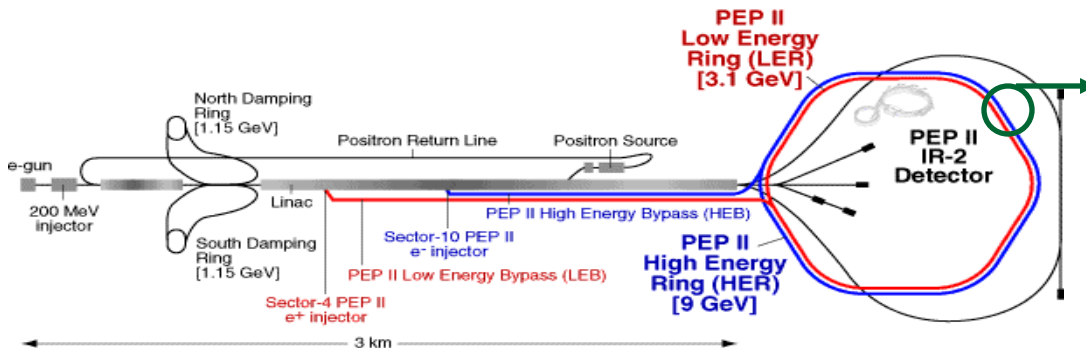 PEP II
Low Energy
Ring (LER)
[3.1 GeV]
North Damping
Ring
[1.15 GeV]
Positron Return Line
Positron Source
e-gun
200 MeV
injector
Linac
PEP II
IR-2
Detector
PEP II High Energy Bypass (HEB)
South Damping
Ring
[1.15 GeV]
Sector-10 PEP II
e- injector
PEP II Low Energy Bypass (LEB)
PEP II
High Energy
Ring (HER)
[9 GeV]
Sector-4 PEP II
e+ injector
3 km